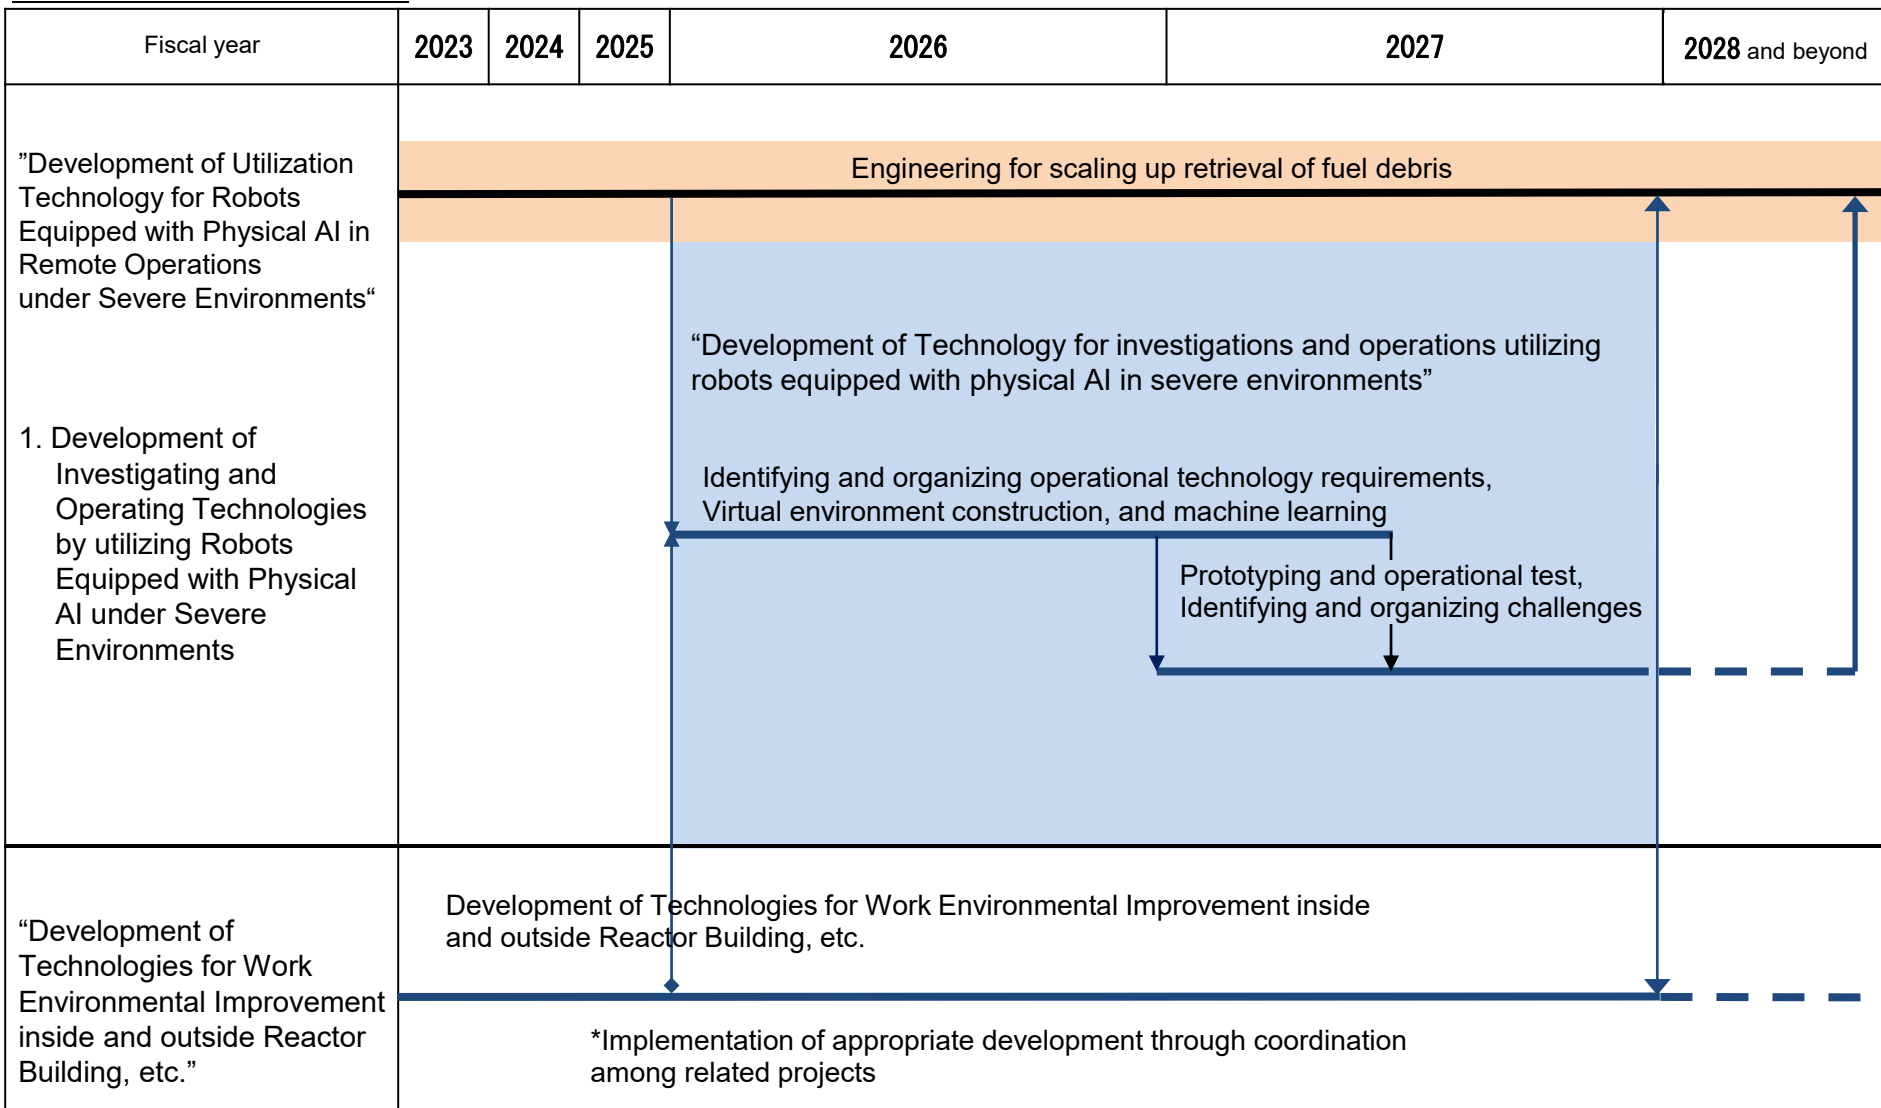 Fiscal year
2023
2024
2025
2026
2027
2028 and beyond
”Development of Utilization
Technology for Robots
Equipped with Physical AI in
Remote Operations
under Severe Environments“
1. Development of
Investigating and
Operating Technologies
by utilizing Robots
Equipped with Physical
AI under Severe
Environments
Engineering for scaling up retrieval of fuel debris
“Development of Technology for investigations and operations utilizing
robots equipped with physical AI in severe environments”
Identifying and organizing operational technology requirements,
Virtual environment construction, and machine learning
Prototyping and operational test,
Identifying and organizing challenges
“Development of
Technologies for Work
Environmental Improvement
inside and outside Reactor
Building, etc.”
Development of Technologies for Work Environmental Improvement inside
and outside Reactor Building, etc.
*Implementation of appropriate development through coordination
among related projects